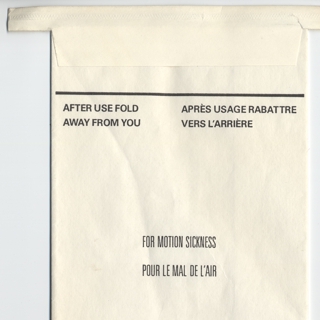 AFTER USE FOLD
AWAY FROM YOU
APRÈS USAGE RABATTRE
VERS L'ARRIÈRE
FOR MOTION SICKNESS
POUR LE MAL DE L'AIR